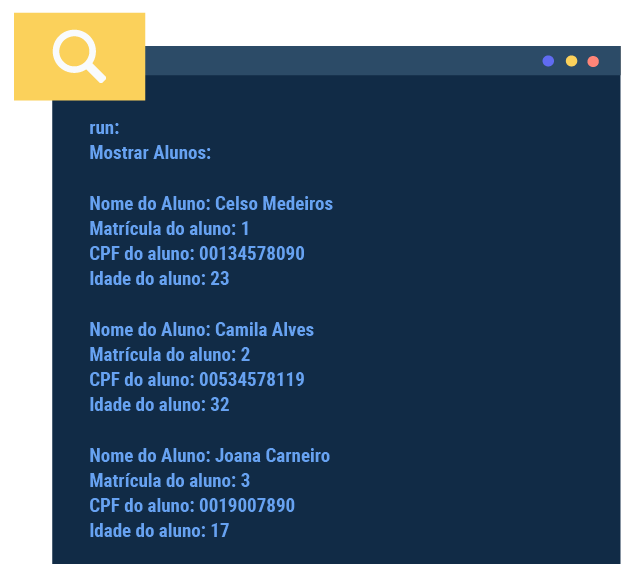 run:
Mostrar Alunos:
Nome do Aluno: Celso Medeiros
Matrícula do aluno: 1
CPF do aluno: 00134578090
Idade do aluno: 23
Nome do Aluno: Camila Alves
Matrícula do aluno: 2
CPF do aluno: 00534578119
Idade do aluno: 32
Nome do Aluno: Joana Carneiro
Matrícula do aluno: 3
CPF do aluno: 0019007890
Idade do aluno: 17